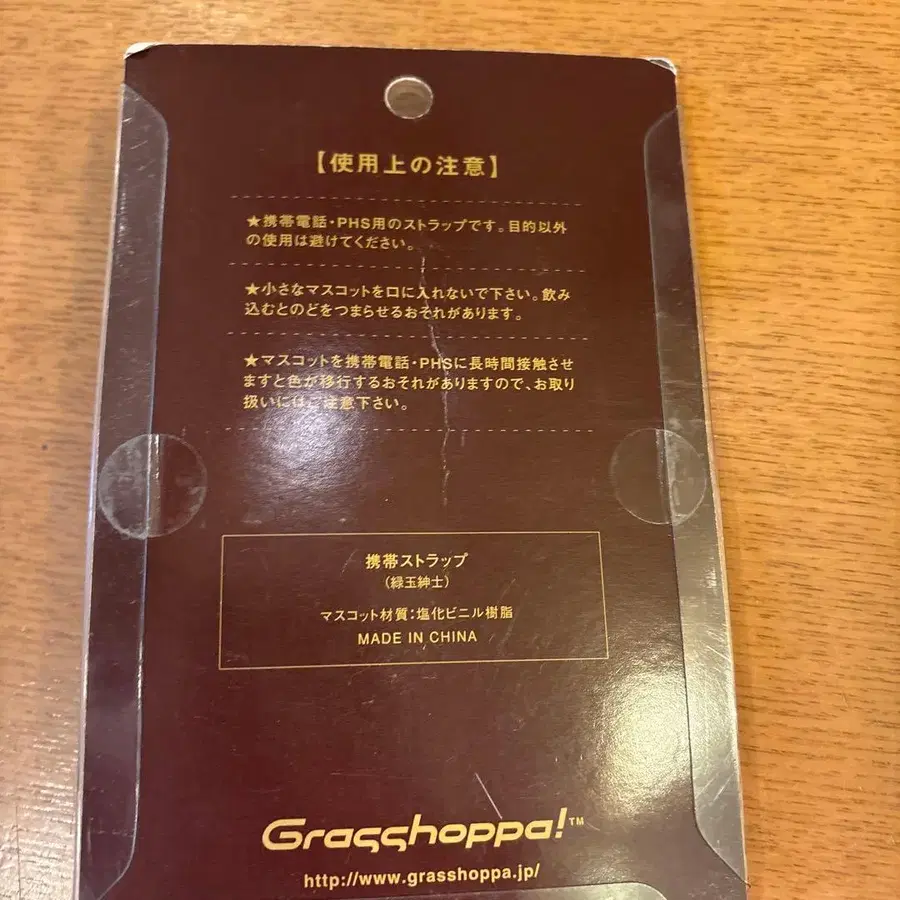 【使用上の注意】
★携帯電話・PHS用のストラップです。目的以外
の使用は避けてください。
★小さなマスコットを口に入れないで下さい。飲み
込むとのどをつまらせるおそれがあります。
★マスコットを携帯電話・PHSに長時間接触させ
ますと色が移行するおそれがありますので、お取り
扱いにはご注意下さい。
携帯ストラップ
(緑玉紳士)
マスコット材質:塩化ビニル樹脂
MADE IN CHINA
Grasshoppa!™
http://www.grasshoppa.jp/